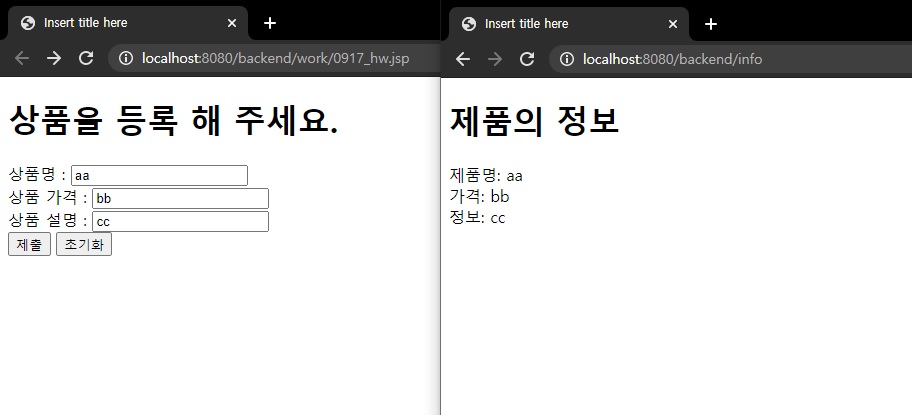 Insert title here
localhost:8080/backend/work/0917_hw.jsp
상품을 등록 해 주세요.
상품명 : aa
상품 가격 : bb
상품 설명 : cc
제출 초기화
Insert title here
localhost:8080/backend/info
제품의 정보
제품명: aa
가격: bb
정보: cc